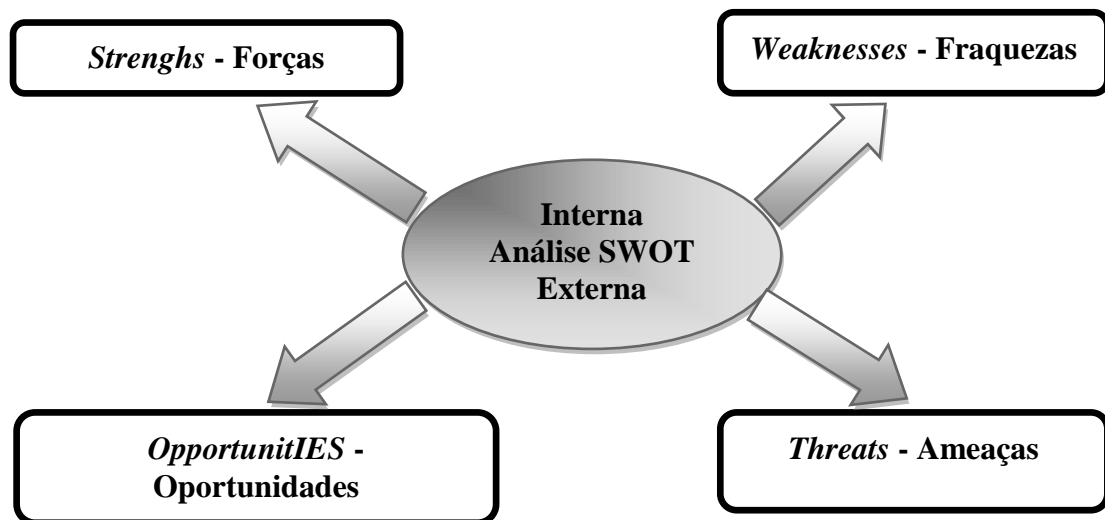 Strenghs - Forças
Weaknesses - Fraquezas
Interna
Análise SWOT
Externa
OpportunitIES -
Oportunidades
Threats - Ameaças